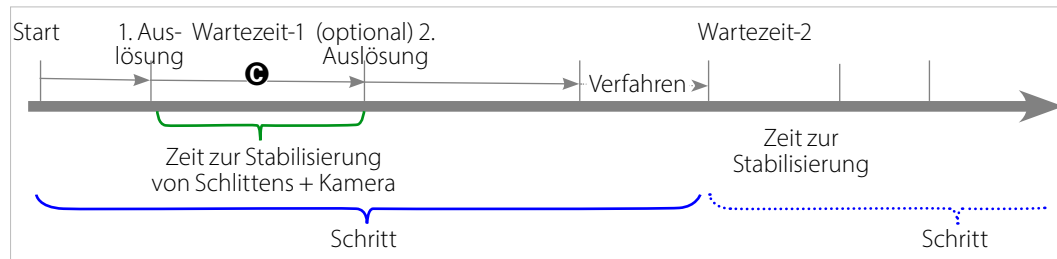 Start
1. Aus-
lösung
Wartezeit-1
(optional) 2.
Auslösung
Wartezeit-2
C
Verfahren
Zeit zur Stabilisierung
von Schlittens + Kamera
Zeit zur
Stabilisierung
Schritt
Schritt